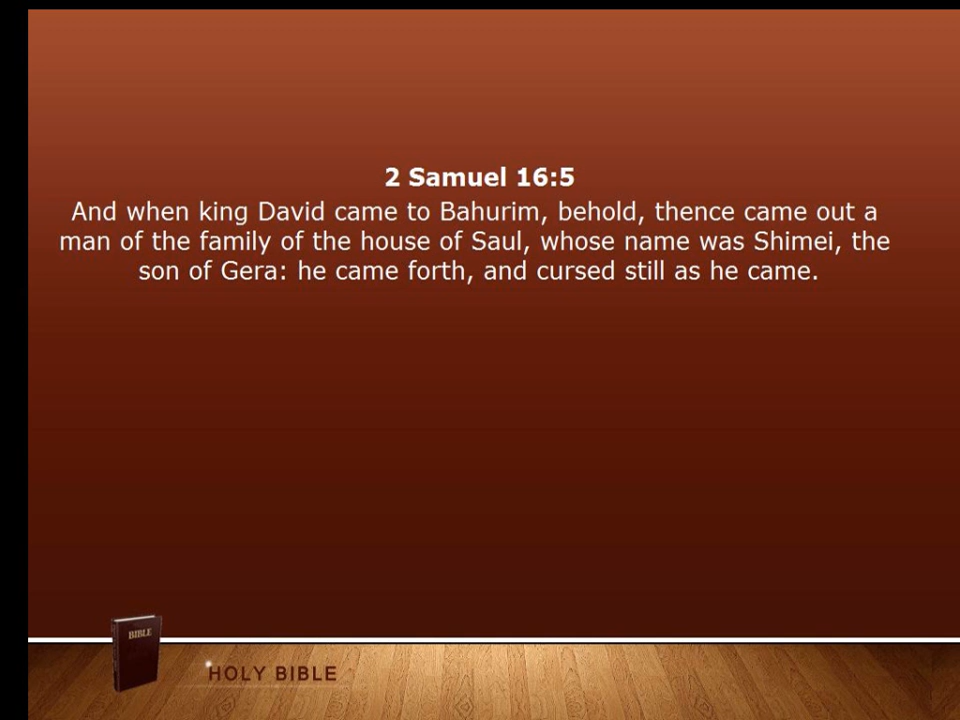 2 Samuel 16:5
And when king David came to Bahurim, behold, thence came out a
man of the family of the house of Saul, whose name was Shimei, the
son of Gera: he came forth, and cursed still as he came.
BIBLE
HOLY BIBLE